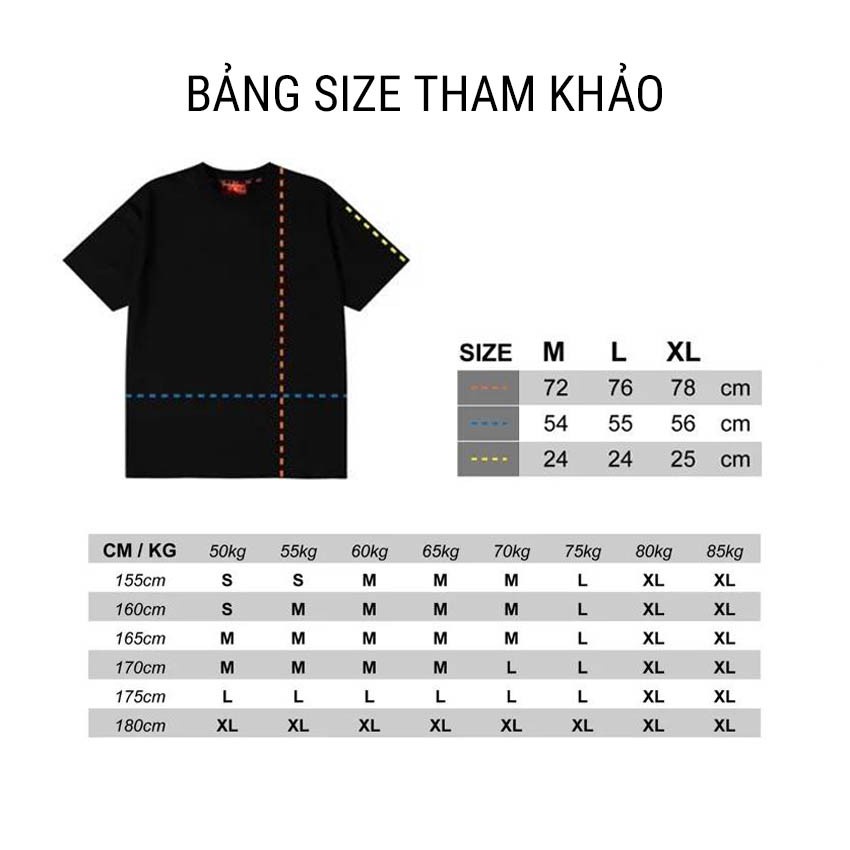 BẢNG SIZE THAM KHẢO
SIZE M L XL
72 76 78 cm
54 55 56 cm
24 24 25 cm
CM / KG 50kg 55kg 60kg 65kg 70kg 75kg 80kg 85kg
155cm S S M M M L XL XL
160cm S M M M M L XL XL
165cm M M M M M L XL XL
170cm M M M M L L XL XL
175cm L L L L L L XL XL
180cm XL XL XL XL XL XL XL XL